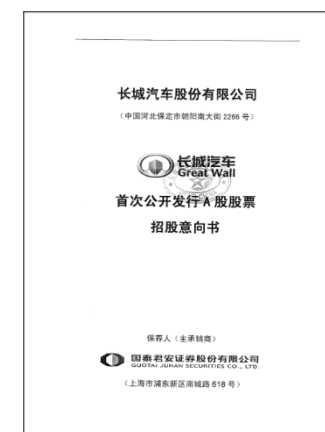 长城汽车股份有限公司
（中国河北保定市朝阳南大街 2266 号）
长城汽车
Great Wall
首次公开发行 A 股股票
招股意向书
保荐人（主承销商）
国泰君安证券股份有限公司
GUOTAI JUNAN SECURITIES CO., LTD.
（上海市浦东新区商城路 618 号）